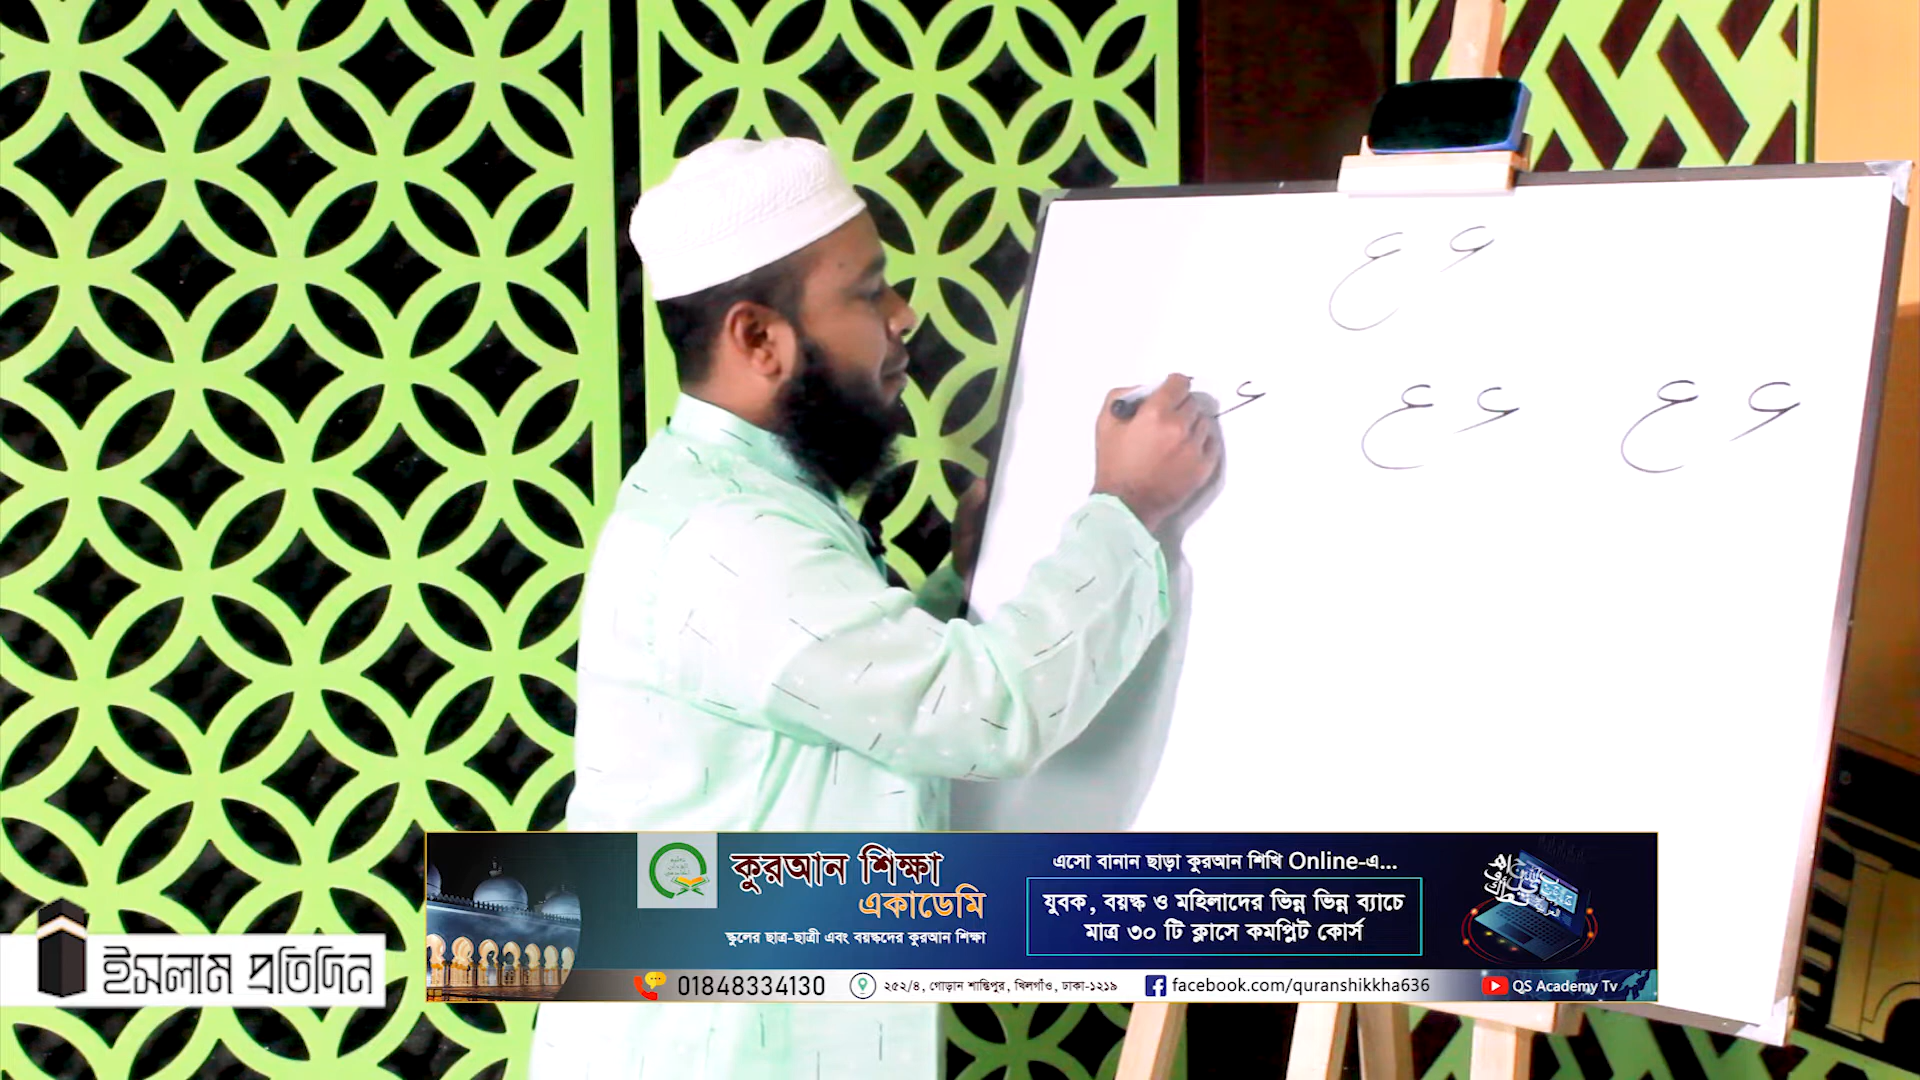 ء ع
ء ع ء ع ء
কুরআন শিক্ষা
একাডেমি
স্কুলের ছাত্র-ছাত্রী এবং বয়স্কদের কুরআন শিক্ষা
এসো বানান ছাড়া কুরআন শিখি Online-এ...
যুবক, বয়স্ক ও মহিলাদের ভিন্ন ভিন্ন ব্যাচে
মাত্র ৩০ টি ক্লাসে কমপ্লিট কোর্স
01848334130
২৫২/৪, গোড়ান শান্তিপুর, খিলগাঁও, ঢাকা-১২১৯
facebook.com/quranshikkha636
QS Academy Tv
ইসলাম প্রতিদিন